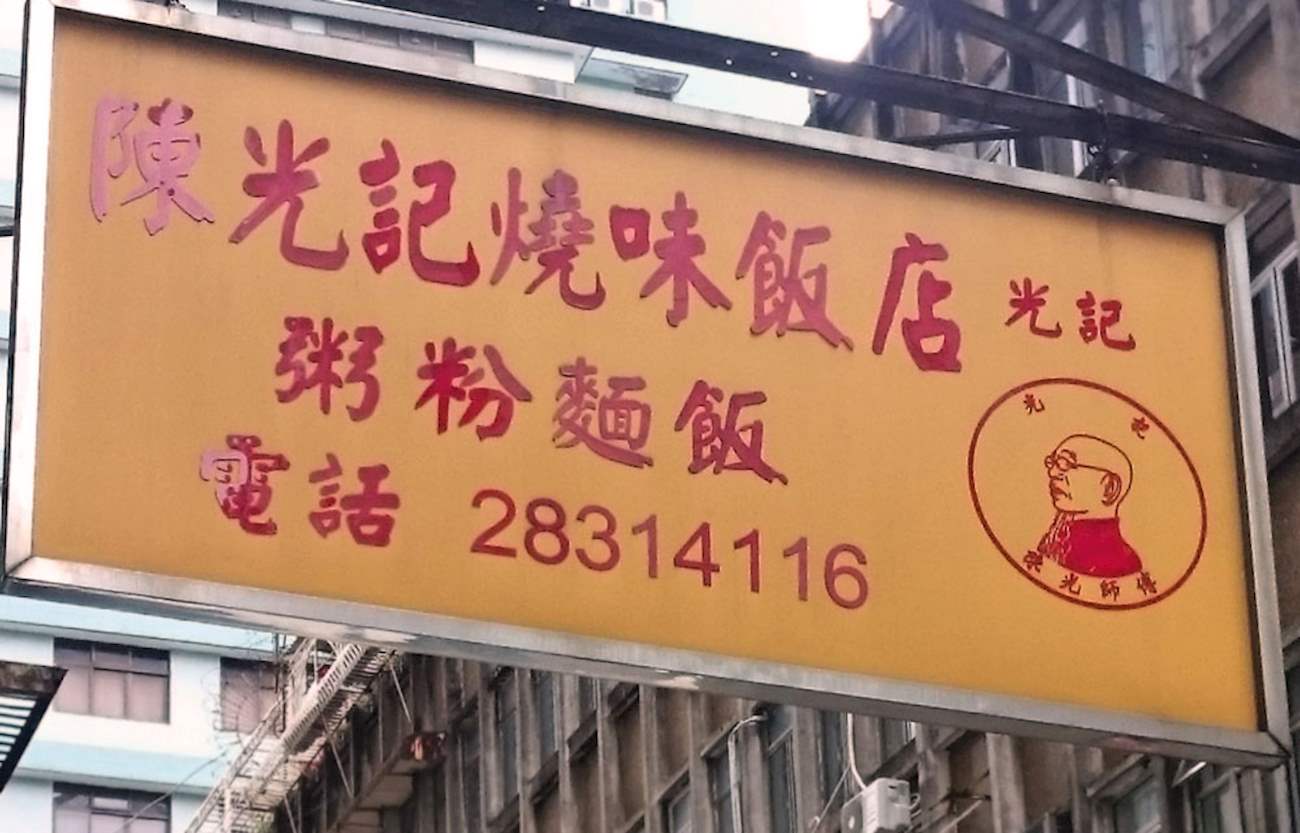 陳光記燒味飯店
光記
粥粉麵飯
電話 28314116
光 記
陳光師傅